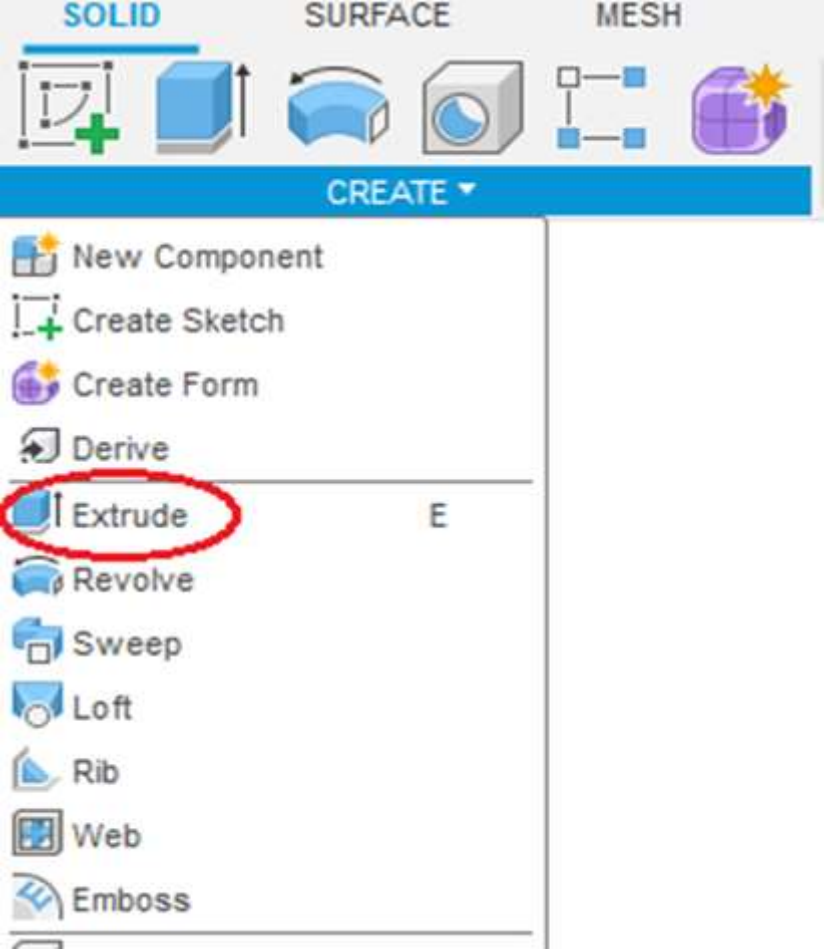 SOLID SURFACE MESH
CREATE
New Component
Create Sketch
Create Form
Derive
Extrude E
Revolve
Sweep
Loft
Rib
Web
Emboss